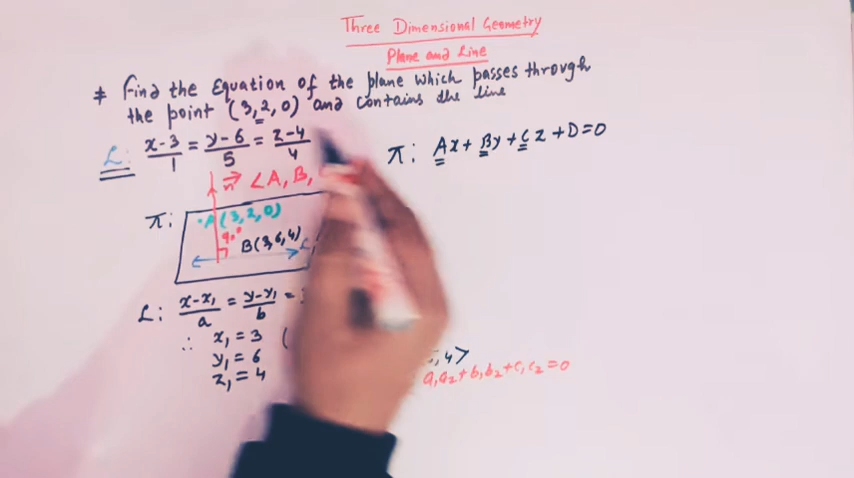 Three Dimensional Geometry
Plane and Line
* Find the Equation of the plane which passes through
the point (3,2,0) and contains the line
L: x-3/1 = y-6/5 = z-4/4
π: Ax + By + Cz + D = 0
n⃗ <A, B,
π:
A(3,2,0)
90°
B(3,6,4)
L: x-x₁/a = y-y₁/b =
∴ x₁ = 3 (
y₁ = 6
z₁ = 4
, 4>
a₁a₂ + b₁b₂ + c₁c₂ = 0